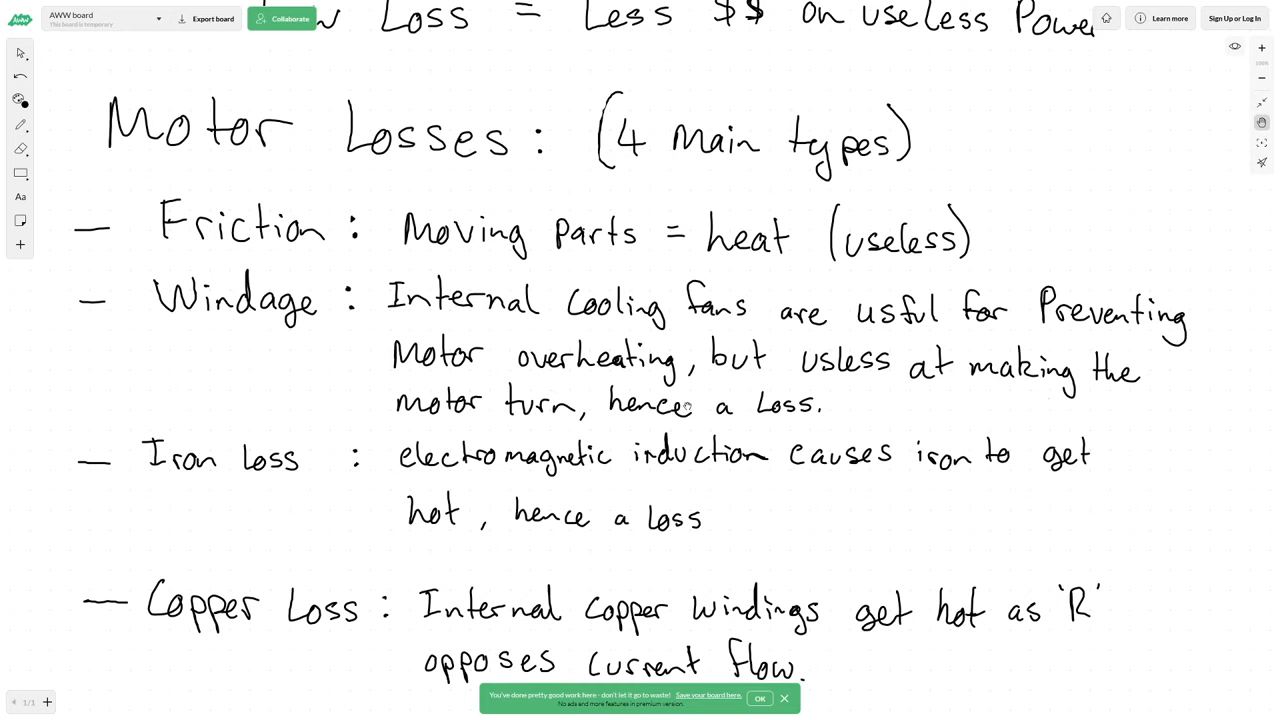 AWW board
This board is temporary
Export board
Collaborate
Learn more
Sign Up or Log In
Loss = Less $$ on useless Power
Motor Losses : (4 Main types)
— Friction : Moving parts = heat (useless)
— Windage : Internal cooling fans are usful for Preventing
Motor overheating, but usless at making the
motor turn, hence a Loss.
— Iron Loss : electromagnetic induction causes iron to get
hot, hence a loss
— Copper Loss : Internal copper windings get hot as 'R'
opposes current flow.
Aa
100%
1/1
You've done pretty good work here - don't let it go to waste! Save your board here.
No ads and more features in premium version.
OK